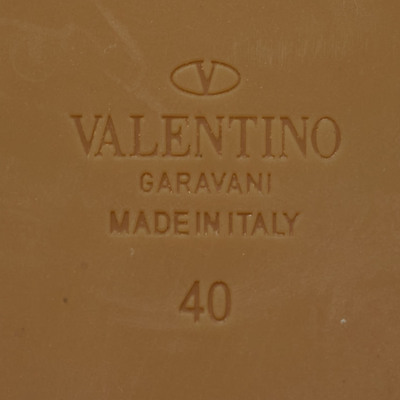 V
VALENTINO
GARAVANI
MADE IN ITALY
40